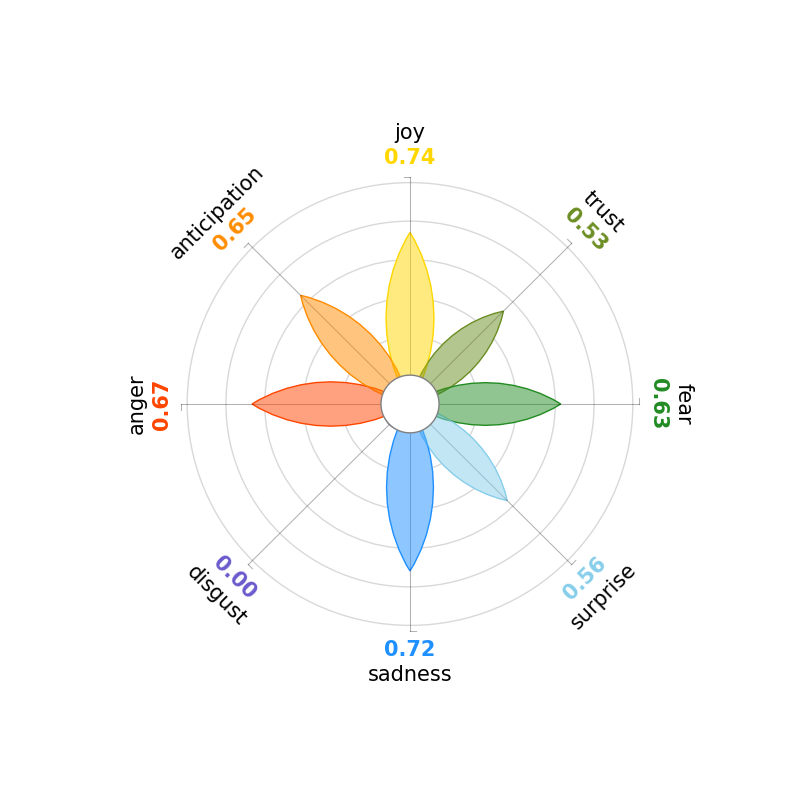 joy
0.74
trust
0.53
fear
0.63
surprise
0.56
0.72
sadness
0.00
disgust
anger
0.67
anticipation
0.65